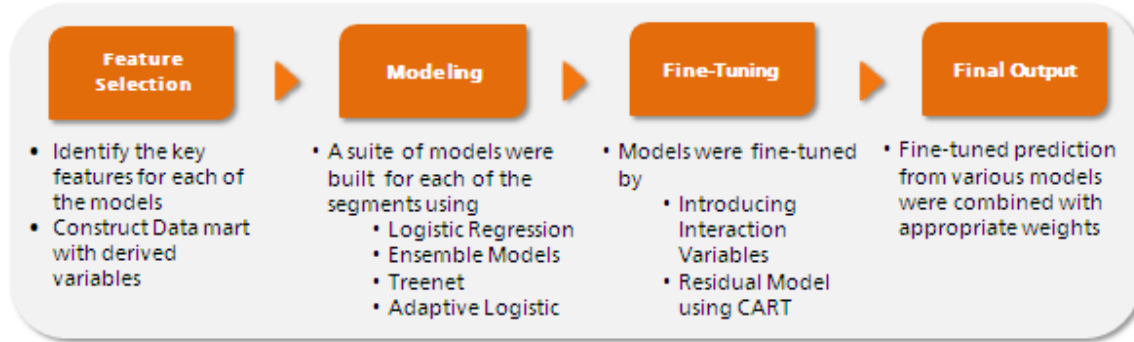 Feature
Selection
• Identify the key
features for each of
the models
• Construct Data mart
with derived
variables
Modeling
• A suite of models were
built for each of the
segments using
• Logistic Regression
• Ensemble Models
• Treenet
• Adaptive Logistic
Fine-Tuning
• Models were fine-tuned
by
• Introducing
Interaction
Variables
• Residual Model
using CART
Final Output
• Fine-tuned prediction
from various models
were combined with
appropriate weights